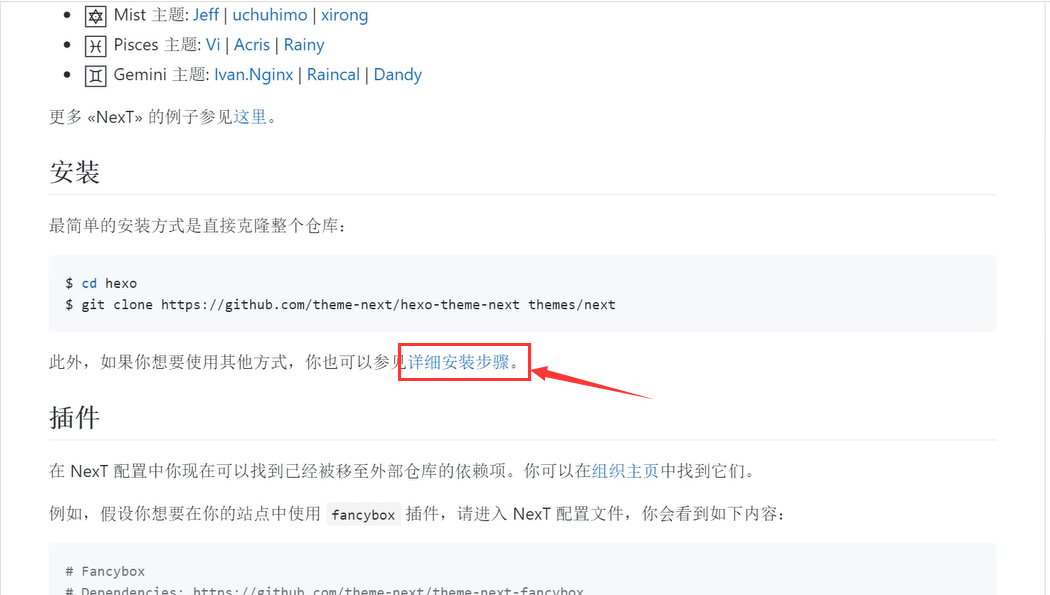 Mist 主题: Jeff | uchuhimo | xirong
Pisces 主题: Vi | Acris | Rainy
Gemini 主题: Ivan.Nginx | Raincal | Dandy
更多 «NexT» 的例子参见这里。
安装
最简单的安装方式是直接克隆整个仓库：
$ cd hexo
$ git clone https://github.com/theme-next/hexo-theme-next themes/next
此外，如果你想要使用其他方式，你也可以参见详细安装步骤。
插件
在 NexT 配置中你现在可以找到已经被移至外部仓库的依赖项。你可以在组织主页中找到它们。
例如，假设你想要在你的站点中使用 fancybox 插件，请进入 NexT 配置文件，你会看到如下内容：
# Fancybox
# Dependencies: https://github.com/theme-next/theme-next-fancybox